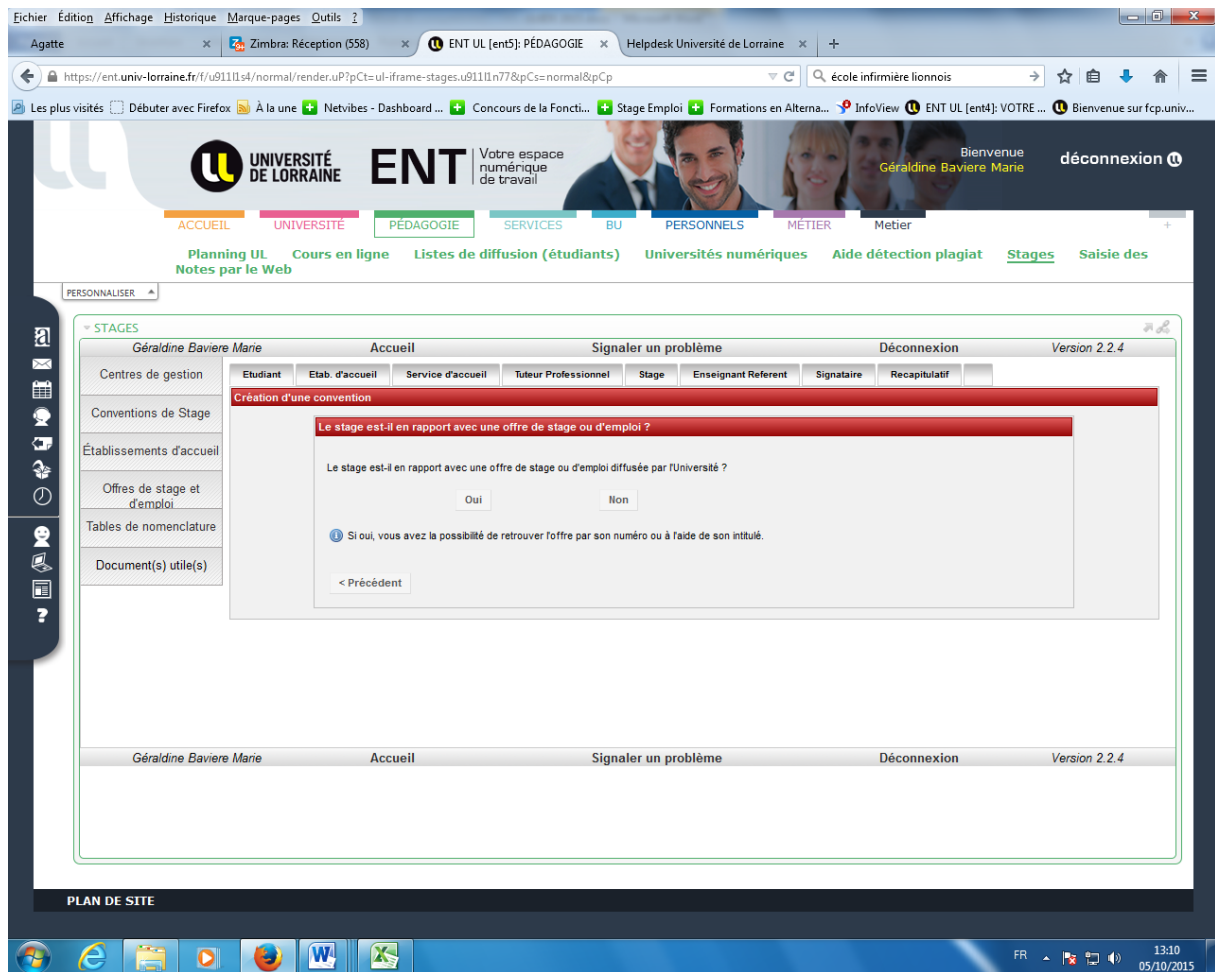 Fichier Édition Affichage Historique Marque-pages Outils ?
Agatte
Zimbra: Réception (558)
ENT UL [ent5]: PÉDAGOGIE
Helpdesk Université de Lorraine
https://ent.univ-lorraine.fr/f/u911l1s4/normal/render.uP?pCt=ul-iframe-stages.u911l1n77&pCs=normal&pCp
école infirmière lionnois
Les plus visités Débuter avec Firefox À la une Netvibes - Dashboard ... Concours de la Foncti... Stage Emploi Formations en Alterna... InfoView ENT UL [ent4]: VOTRE ... Bienvenue sur fcp.univ...
UNIVERSITÉ
DE LORRAINE
ENT
Votre espace
numérique
de travail
Bienvenue
Géraldine Baviere Marie
déconnexion
ACCUEIL UNIVERSITÉ PÉDAGOGIE SERVICES BU PERSONNELS MÉTIER Metier +
Planning UL Cours en ligne Listes de diffusion (étudiants) Universités numériques Aide détection plagiat Stages Saisie des
Notes par le Web
PERSONNALISER
STAGES
Géraldine Baviere Marie Accueil Signaler un problème Déconnexion Version 2.2.4
Centres de gestion
Conventions de Stage
Établissements d'accueil
Offres de stage et
d'emploi
Tables de nomenclature
Document(s) utile(s)
Etudiant Etab. d'accueil Service d'accueil Tuteur Professionnel Stage Enseignant Referent Signataire Recapitulatif
Création d'une convention
Le stage est-il en rapport avec une offre de stage ou d'emploi ?
Le stage est-il en rapport avec une offre de stage ou d'emploi diffusée par l'Université ?
Oui Non
Si oui, vous avez la possibilité de retrouver l'offre par son numéro ou à l'aide de son intitulé.
< Précédent
Géraldine Baviere Marie Accueil Signaler un problème Déconnexion Version 2.2.4
PLAN DE SITE
FR
13:10
05/10/2015